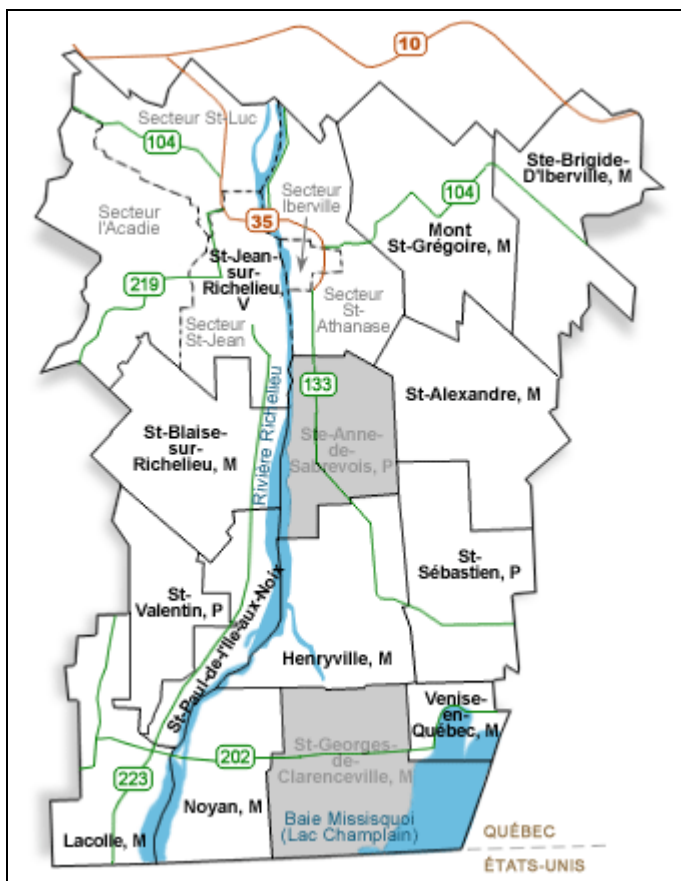 10
Secteur St-Luc
104
Ste-Brigide-
D'Iberville, M
Secteur
Iberville
104
Secteur
l'Acadie
35
Mont
St-Grégoire, M
St-Jean-
sur-
Richelieu,
V
219
Secteur
St-Jean
Secteur
St-
Athanase
133
St-Alexandre, M
St-Blaise-
sur-
Richelieu, M
Rivière Richelieu
Ste-Anne-
de-
Sabrevois, P
St-
Sébastien, P
St-
Valentin, P
St-Paul-de-l'Ile-aux-Noix
Henryville, M
Venise-
en-
Québec, M
St-Georges-
de-
Clarenceville, M
202
223
Noyan, M
Baie Missisquoi
(Lac Champlain)
Lacolle, M
QUÉBEC
ÉTATS-UNIS